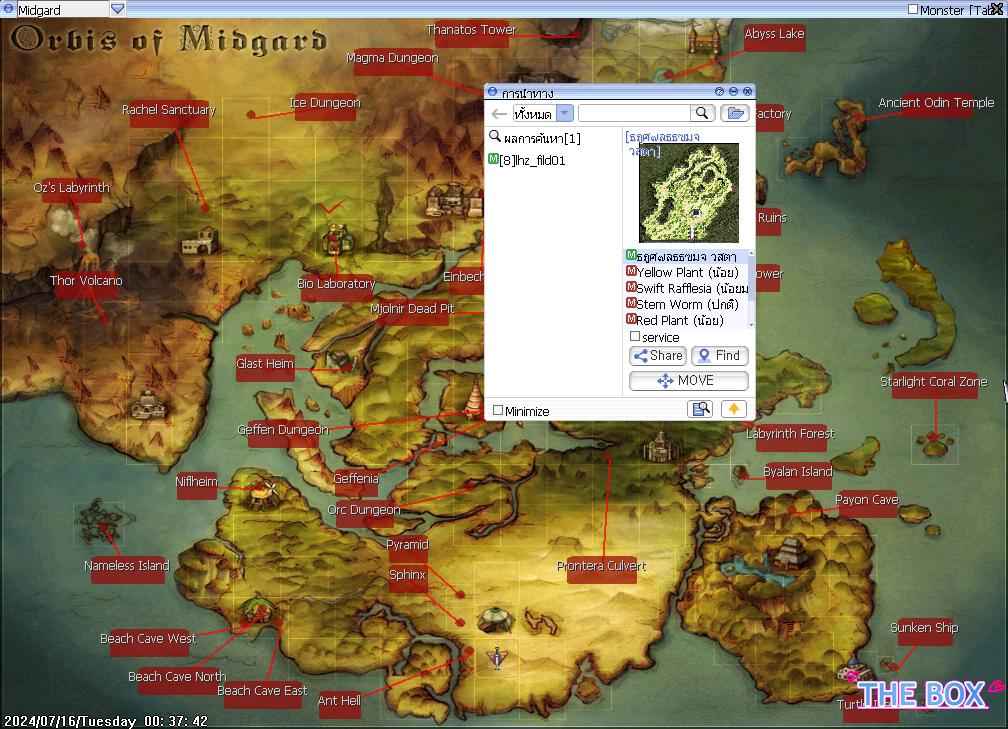 Midgard
Monster [Tab]
Orbis of Midgard
Thanatos Tower
Abyss Lake
Magma Dungeon
Rachel Sanctuary
Ice Dungeon
Factory
Ancient Odin Temple
Oz's Labyrinth
Ruins
Thor Volcano
Bio Laboratory
Einbech
Tower
Mjolnir Dead Pit
Glast Heim
Starlight Coral Zone
Geffen Dungeon
Labyrinth Forest
Niflheim
Geffenia
Byalan Island
Orc Dungeon
Payon Cave
Pyramid
Nameless Island
Prontera Culvert
Sphinx
Beach Cave West
Sunken Ship
Beach Cave North
Beach Cave East
Ant Hell
THE BOX
2024/07/16/Tuesday 00:37:42
การนำทาง
ทั้งหมด
ผลการค้นหา[1]
[8]lhz_fild01
Yellow Plant (น้อย)
Swift Rafflesia (น้อยม
Stem Worm (ปกติ)
Red Plant (น้อย)
service
Share
Find
MOVE
Minimize